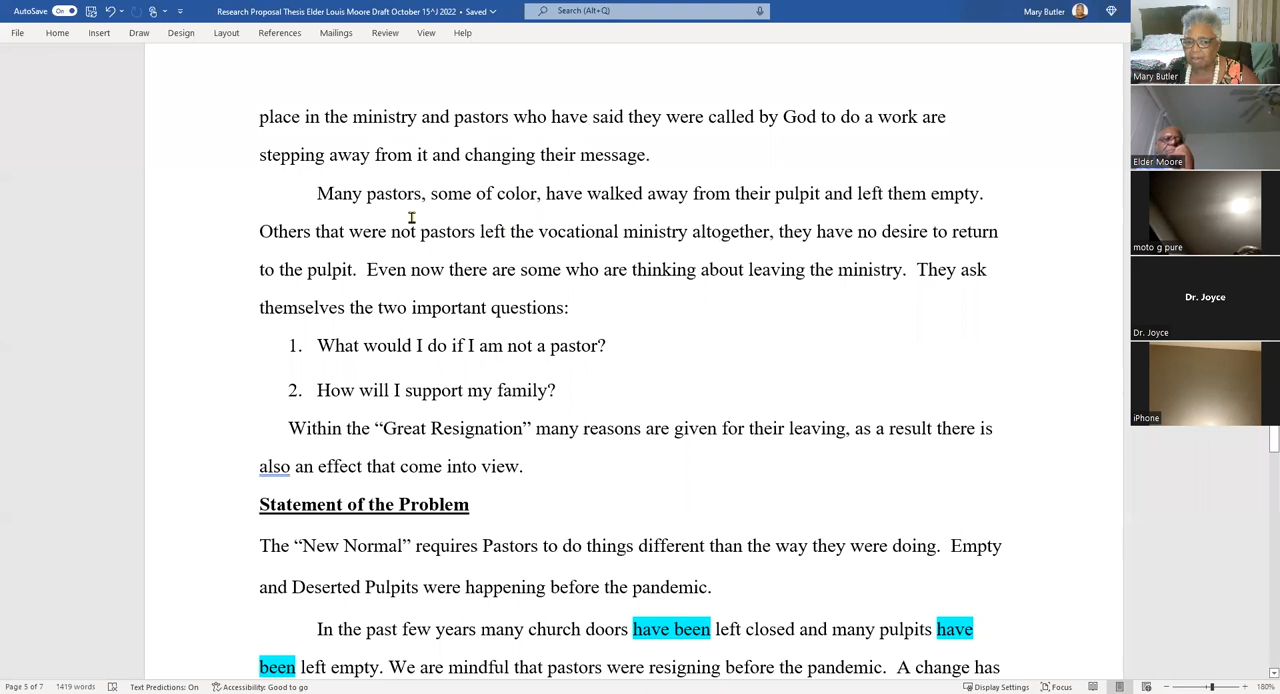 AutoSave On Research Proposal Thesis Elder Louis Moore Draft October 15^J 2022 • Saved Search (Alt+Q) Mary Butler
File Home Insert Draw Design Layout References Mailings Review View Help
place in the ministry and pastors who have said they were called by God to do a work are
stepping away from it and changing their message.
Many pastors, some of color, have walked away from their pulpit and left them empty.
Others that were not pastors left the vocational ministry altogether, they have no desire to return
to the pulpit. Even now there are some who are thinking about leaving the ministry. They ask
themselves the two important questions:
1. What would I do if I am not a pastor?
2. How will I support my family?
Within the “Great Resignation” many reasons are given for their leaving, as a result there is
also an effect that come into view.
Statement of the Problem
The “New Normal” requires Pastors to do things different than the way they were doing. Empty
and Deserted Pulpits were happening before the pandemic.
In the past few years many church doors have been left closed and many pulpits have
been left empty. We are mindful that pastors were resigning before the pandemic. A change has
Page 5 of 7 1419 words Text Predictions: On Accessibility: Good to go Display Settings Focus 180%
Mary Butler
Elder Moore
moto g pure
Dr. Joyce
Dr. Joyce
iPhone